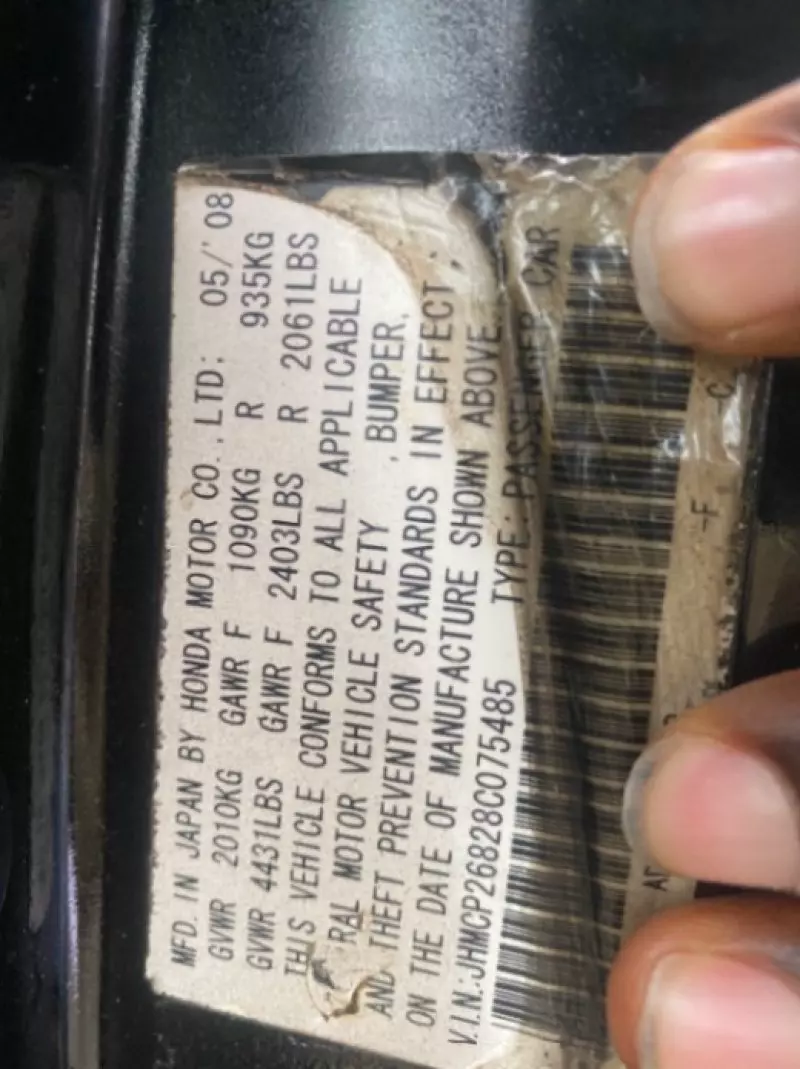 MFD. IN JAPAN BY HONDA MOTOR CO.,LTD: 05/'08
GVWR 2010KG GAWR F 1090KG R 935KG
GVWR 4431LBS GAWR F 2403LBS R 2061LBS
THIS VEHICLE CONFORMS TO ALL APPLICABLE
RAL MOTOR VEHICLE SAFETY , BUMPER,
AND THEFT PREVENTION STANDARDS IN EFFECT
ON THE DATE OF MANUFACTURE SHOWN ABOVE.
V.I.N.:JHMCP26828C075485 TYPE: PASSENGER CAR
-F C